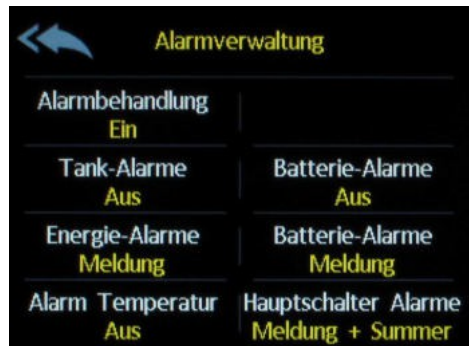 Alarmverwaltung
Alarmbehandlung
Ein
Tank-Alarme
Batterie-Alarme
Aus
Aus
Energie-Alarme
Batterie-Alarme
Meldung
Meldung
Alarm Temperatur
Hauptschalter Alarme
Aus
Meldung + Summer